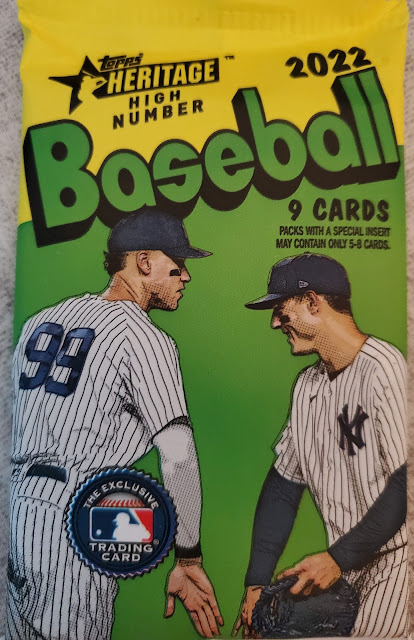 Topps
HERITAGE™
HIGH
NUMBER
2022
Baseball
9 CARDS
PACKS WITH A SPECIAL INSERT
MAY CONTAIN ONLY 5-8 CARDS.
99
NY
THE EXCLUSIVE
TRADING
CARD